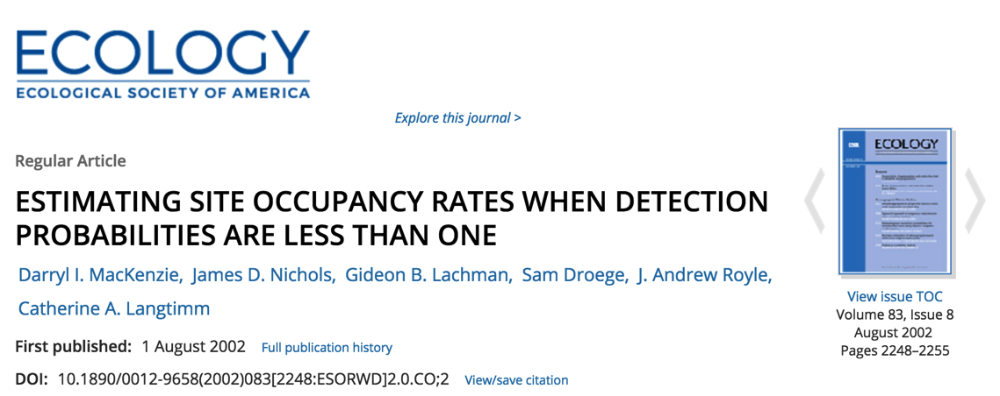 ECOLOGY
ECOLOGICAL SOCIETY OF AMERICA
Explore this journal >
Regular Article
ESTIMATING SITE OCCUPANCY RATES WHEN DETECTION
PROBABILITIES ARE LESS THAN ONE
Darryl I. MacKenzie, James D. Nichols, Gideon B. Lachman, Sam Droege, J. Andrew Royle,
Catherine A. Langtimm
First published: 1 August 2002 Full publication history
DOI: 10.1890/0012-9658(2002)083[2248:ESORWD]2.0.CO;2 View/save citation
ECOLOGY
View issue TOC
Volume 83, Issue 8
August 2002
Pages 2248–2255